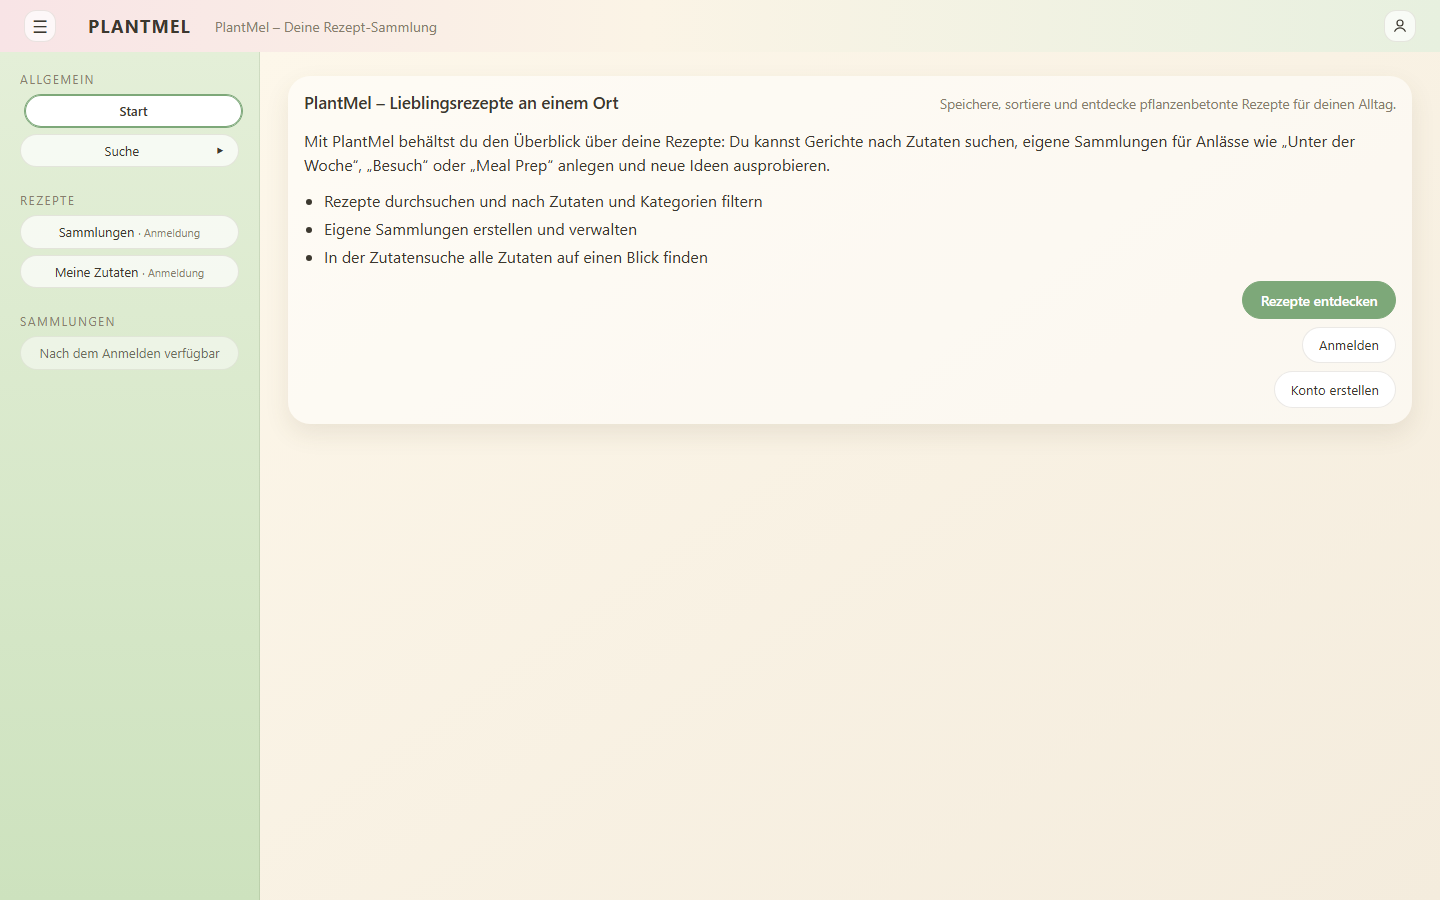 PLANTMEL
PlantMel – Deine Rezept-Sammlung
ALLGEMEIN
Start
Suche
REZEPTE
Sammlungen · Anmeldung
Meine Zutaten · Anmeldung
SAMMLUNGEN
Nach dem Anmelden verfügbar
PlantMel – Lieblingsrezepte an einem Ort
Speichere, sortiere und entdecke pflanzenbetonte Rezepte für deinen Alltag.
Mit PlantMel behältst du den Überblick über deine Rezepte: Du kannst Gerichte nach Zutaten suchen, eigene Sammlungen für Anlässe wie „Unter der
Woche“, „Besuch“ oder „Meal Prep“ anlegen und neue Ideen ausprobieren.
• Rezepte durchsuchen und nach Zutaten und Kategorien filtern
• Eigene Sammlungen erstellen und verwalten
• In der Zutatensuche alle Zutaten auf einen Blick finden
Rezepte entdecken
Anmelden
Konto erstellen